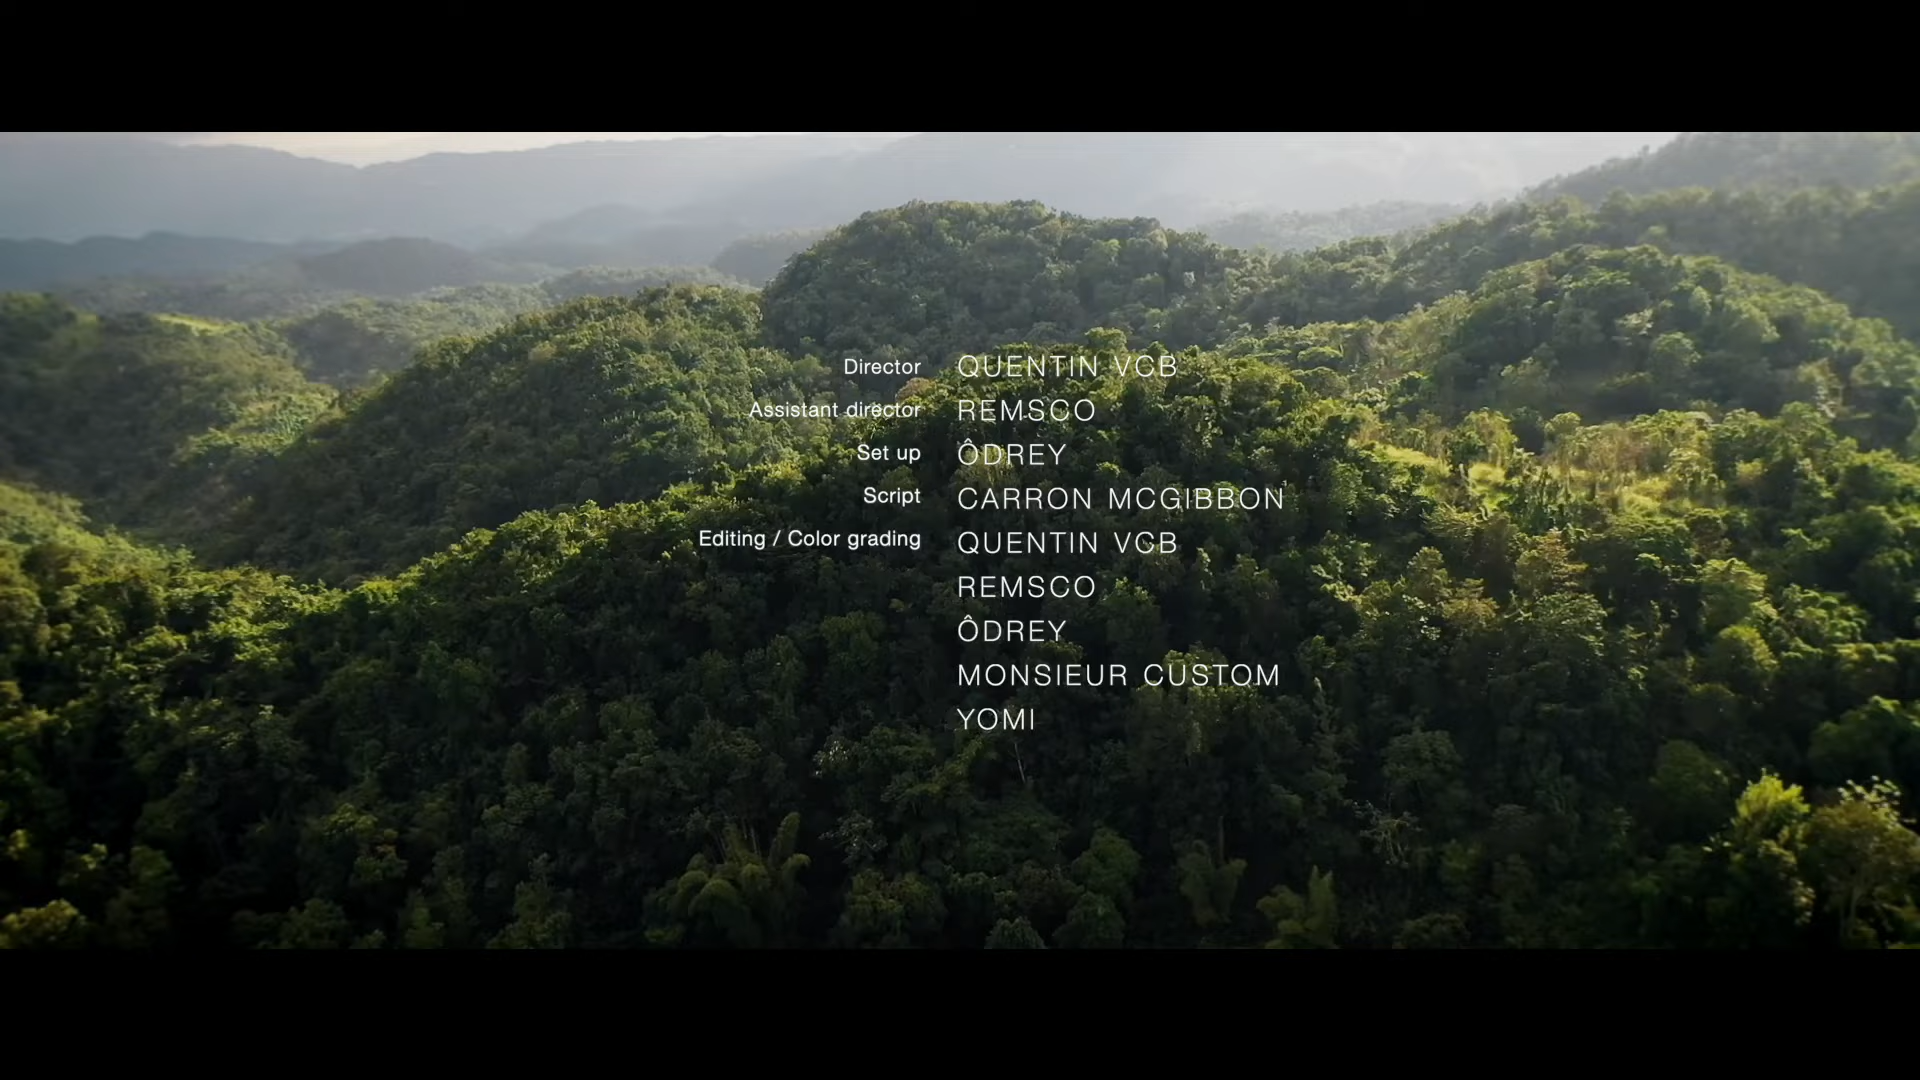 Director QUENTIN VCB
Assistant director REMSCO
Set up ÔDREY
Script CARRON MCGIBBON
Editing / Color grading QUENTIN VCB
REMSCO
ÔDREY
MONSIEUR CUSTOM
YOMI